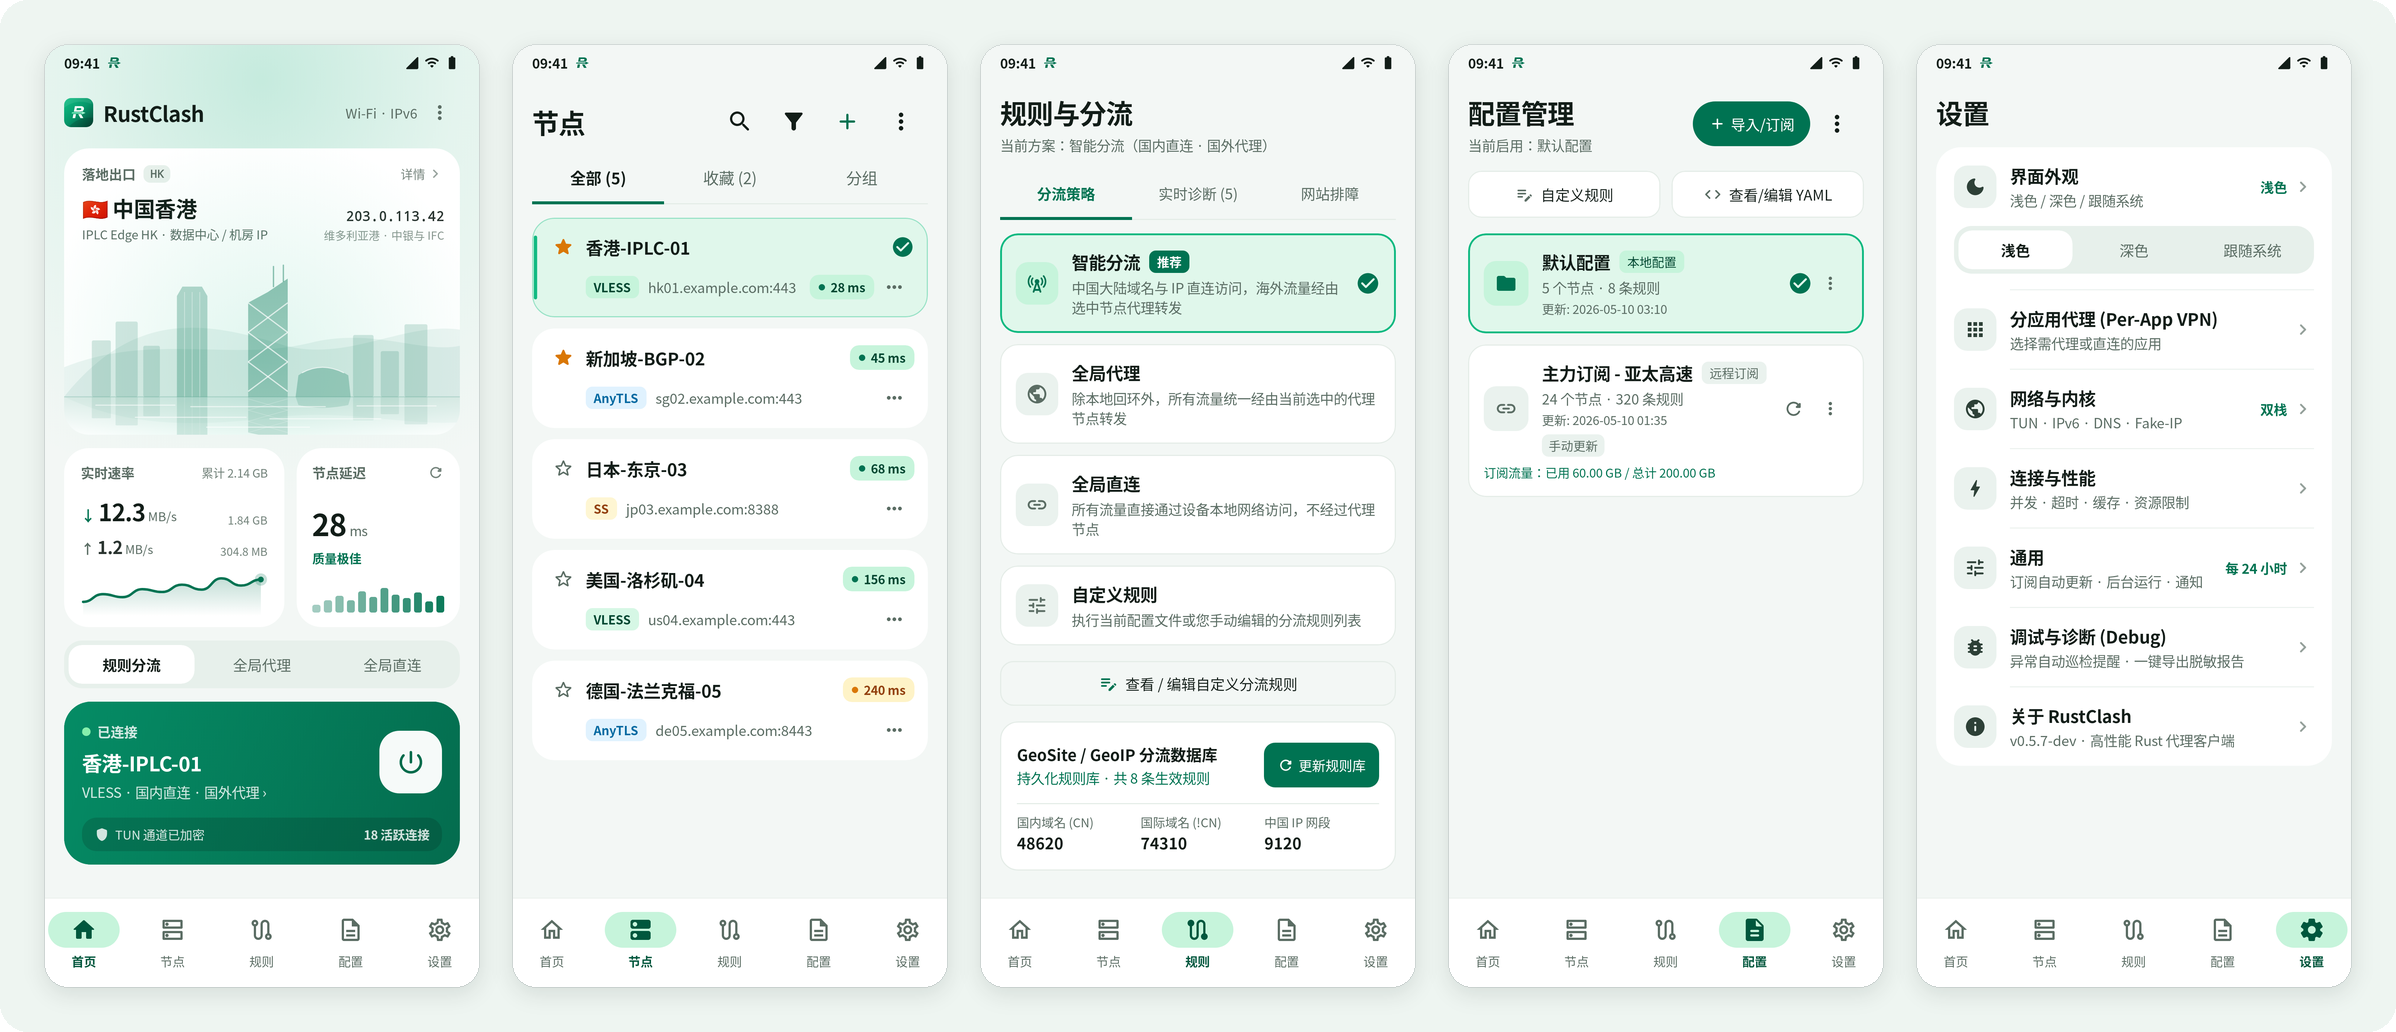 09:41
RustClash
Wi-Fi · IPv6
落地出口 HK
详情
中国香港
203.0.113.42
IPLC Edge HK · 数据中心 / 机房 IP
维多利亚港 · 中银与 IFC
实时速率
累计 2.14 GB
↓ 12.3 MB/s
1.84 GB
↑ 1.2 MB/s
304.8 MB
节点延迟
28 ms
质量极佳
规则分流
全局代理
全局直连
已连接
香港-IPLC-01
VLESS · 国内直连 · 国外代理 ›
TUN 通道已加密
18 活跃连接
首页
节点
规则
配置
设置
09:41
节点
全部 (5)
收藏 (2)
分组
香港-IPLC-01
VLESS hk01.example.com:443 28 ms
新加坡-BGP-02
45 ms
AnyTLS sg02.example.com:443
日本-东京-03
68 ms
SS jp03.example.com:8388
美国-洛杉矶-04
156 ms
VLESS us04.example.com:443
德国-法兰克福-05
240 ms
AnyTLS de05.example.com:8443
首页
节点
规则
配置
设置
09:41
规则与分流
当前方案：智能分流（国内直连 · 国外代理）
分流策略
实时诊断 (5)
网站排障
智能分流 推荐
中国大陆域名与 IP 直连访问，海外流量经由
选中节点代理转发
全局代理
除本地回环外，所有流量统一经由当前选中的代理
节点转发
全局直连
所有流量直接通过设备本地网络访问，不经过代理
节点
自定义规则
执行当前配置文件或您手动编辑的分流规则列表
查看 / 编辑自定义分流规则
GeoSite / GeoIP 分流数据库
持久化规则库 · 共 8 条生效规则
更新规则库
国内域名 (CN)
48620
国际域名 (!CN)
74310
中国 IP 网段
9120
首页
节点
规则
配置
设置
09:41
配置管理
当前启用：默认配置
+ 导入/订阅
自定义规则
查看/编辑 YAML
默认配置 本地配置
5 个节点 · 8 条规则
更新: 2026-05-10 03:10
主力订阅 - 亚太高速 远程订阅
24 个节点 · 320 条规则
更新: 2026-05-10 01:35
手动更新
订阅流量：已用 60.00 GB / 总计 200.00 GB
首页
节点
规则
配置
设置
09:41
设置
界面外观
浅色 / 深色 / 跟随系统
浅色
浅色
深色
跟随系统
分应用代理 (Per-App VPN)
选择需代理或直连的应用
网络与内核
TUN · IPv6 · DNS · Fake-IP
双栈
连接与性能
并发 · 超时 · 缓存 · 资源限制
通用
订阅自动更新 · 后台运行 · 通知
每 24 小时
调试与诊断 (Debug)
异常自动巡检提醒 · 一键导出脱敏报告
关于 RustClash
v0.5.7-dev · 高性能 Rust 代理客户端
首页
节点
规则
配置
设置